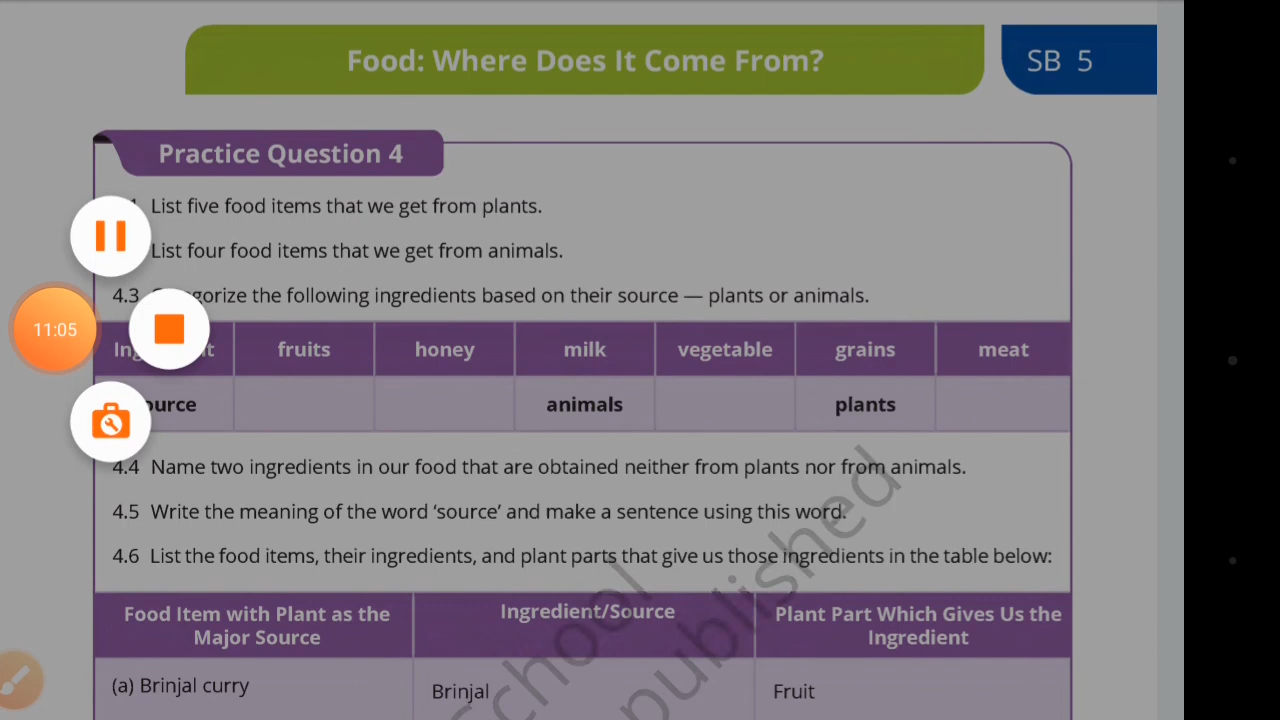 Food: Where Does It Come From?
SB 5
Practice Question 4
List five food items that we get from plants.
List four food items that we get from animals.
4.3 the following ingredients based on their source — plants or animals.
fruits honey milk vegetable grains meat
animals plants
4.4 Name two ingredients in our food that are obtained neither from plants nor from animals.
4.5 Write the meaning of the word ‘source’ and make a sentence using this word.
4.6 List the food items, their ingredients, and plant parts that give us those ingredients in the table below:
Food Item with Plant as the
Major Source
Ingredient/Source
Plant Part Which Gives Us the
Ingredient
(a) Brinjal curry
Brinjal
Fruit
school
published
11:05